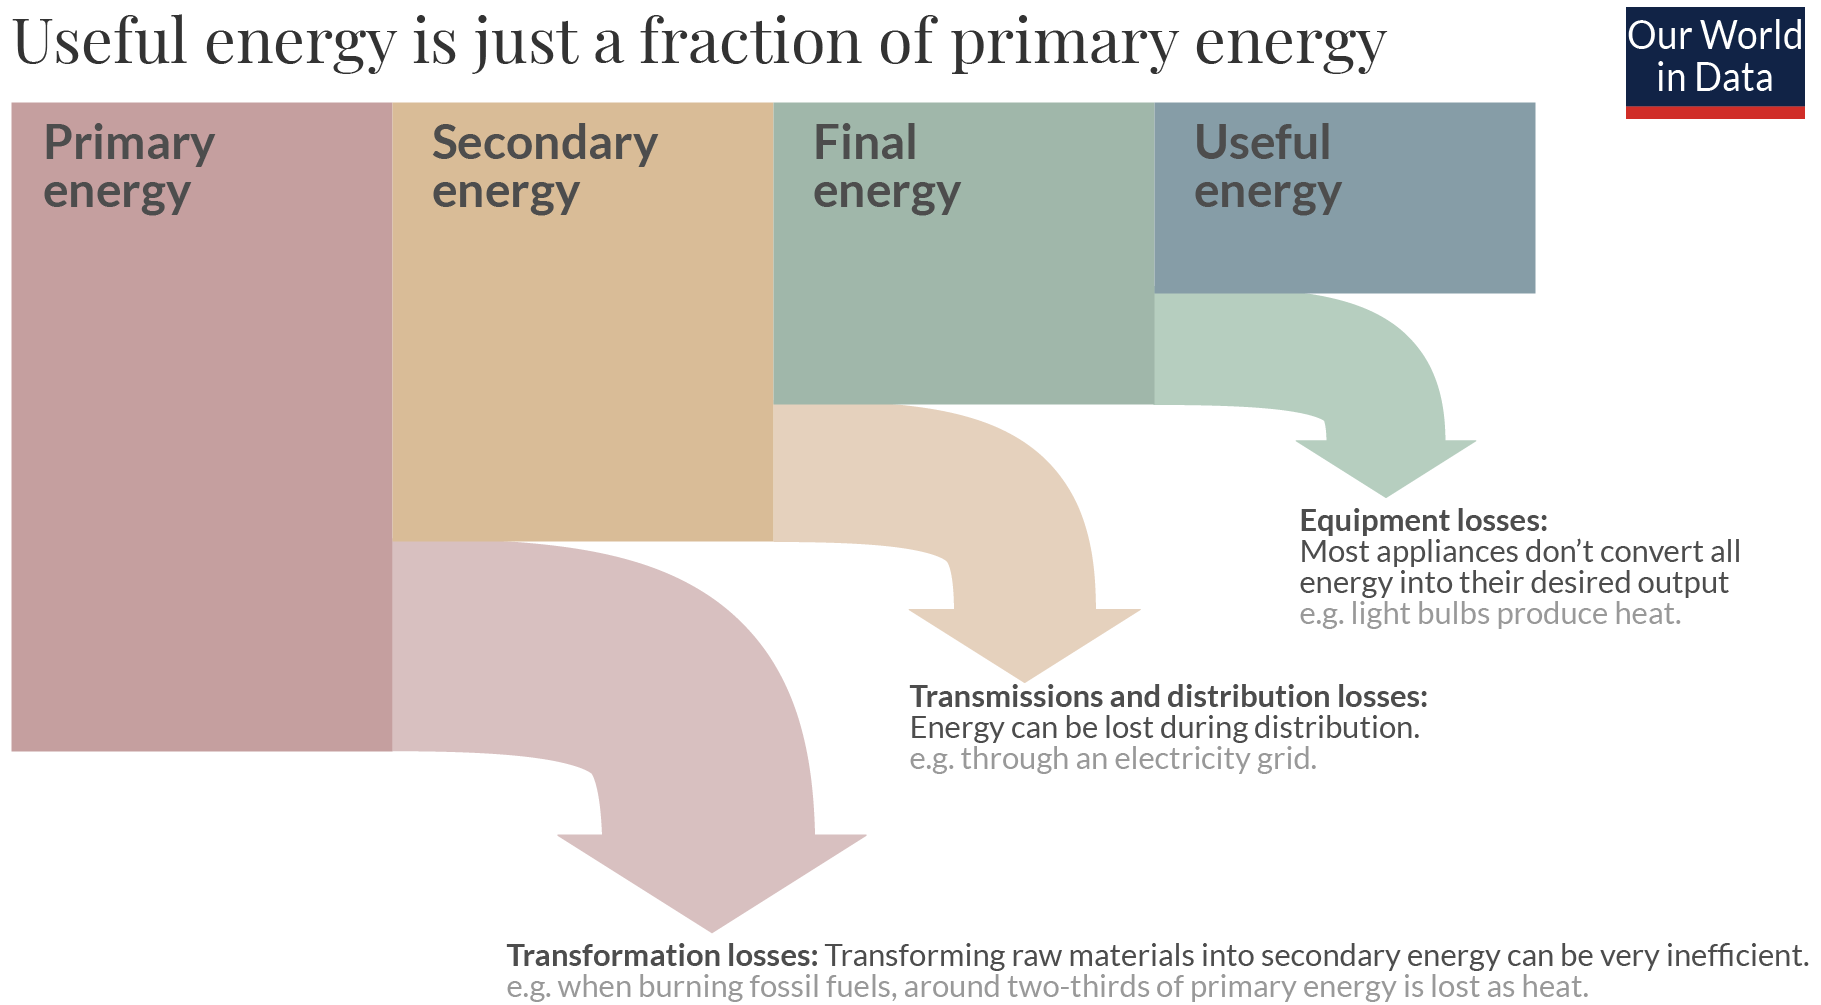 Useful energy is just a fraction of primary energy
Our World
in Data
Primary
energy
Secondary
energy
Final
energy
Useful
energy
Equipment losses:
Most appliances don’t convert all
energy into their desired output
e.g. light bulbs produce heat.
Transmissions and distribution losses:
Energy can be lost during distribution.
e.g. through an electricity grid.
Transformation losses: Transforming raw materials into secondary energy can be very inefficient.
e.g. when burning fossil fuels, around two-thirds of primary energy is lost as heat.